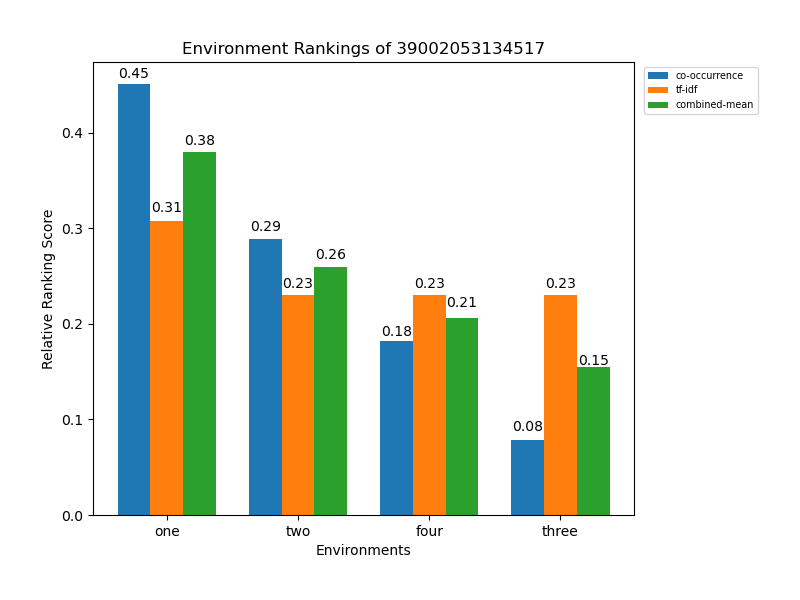 Environment Rankings of 39002053134517
co-occurrence
tf-idf
combined-mean
0.45
0.31
0.38
0.29
0.23
0.26
0.18
0.23
0.21
0.08
0.23
0.15
Relative Ranking Score
0.4
0.3
0.2
0.1
0.0
one two four three
Environments